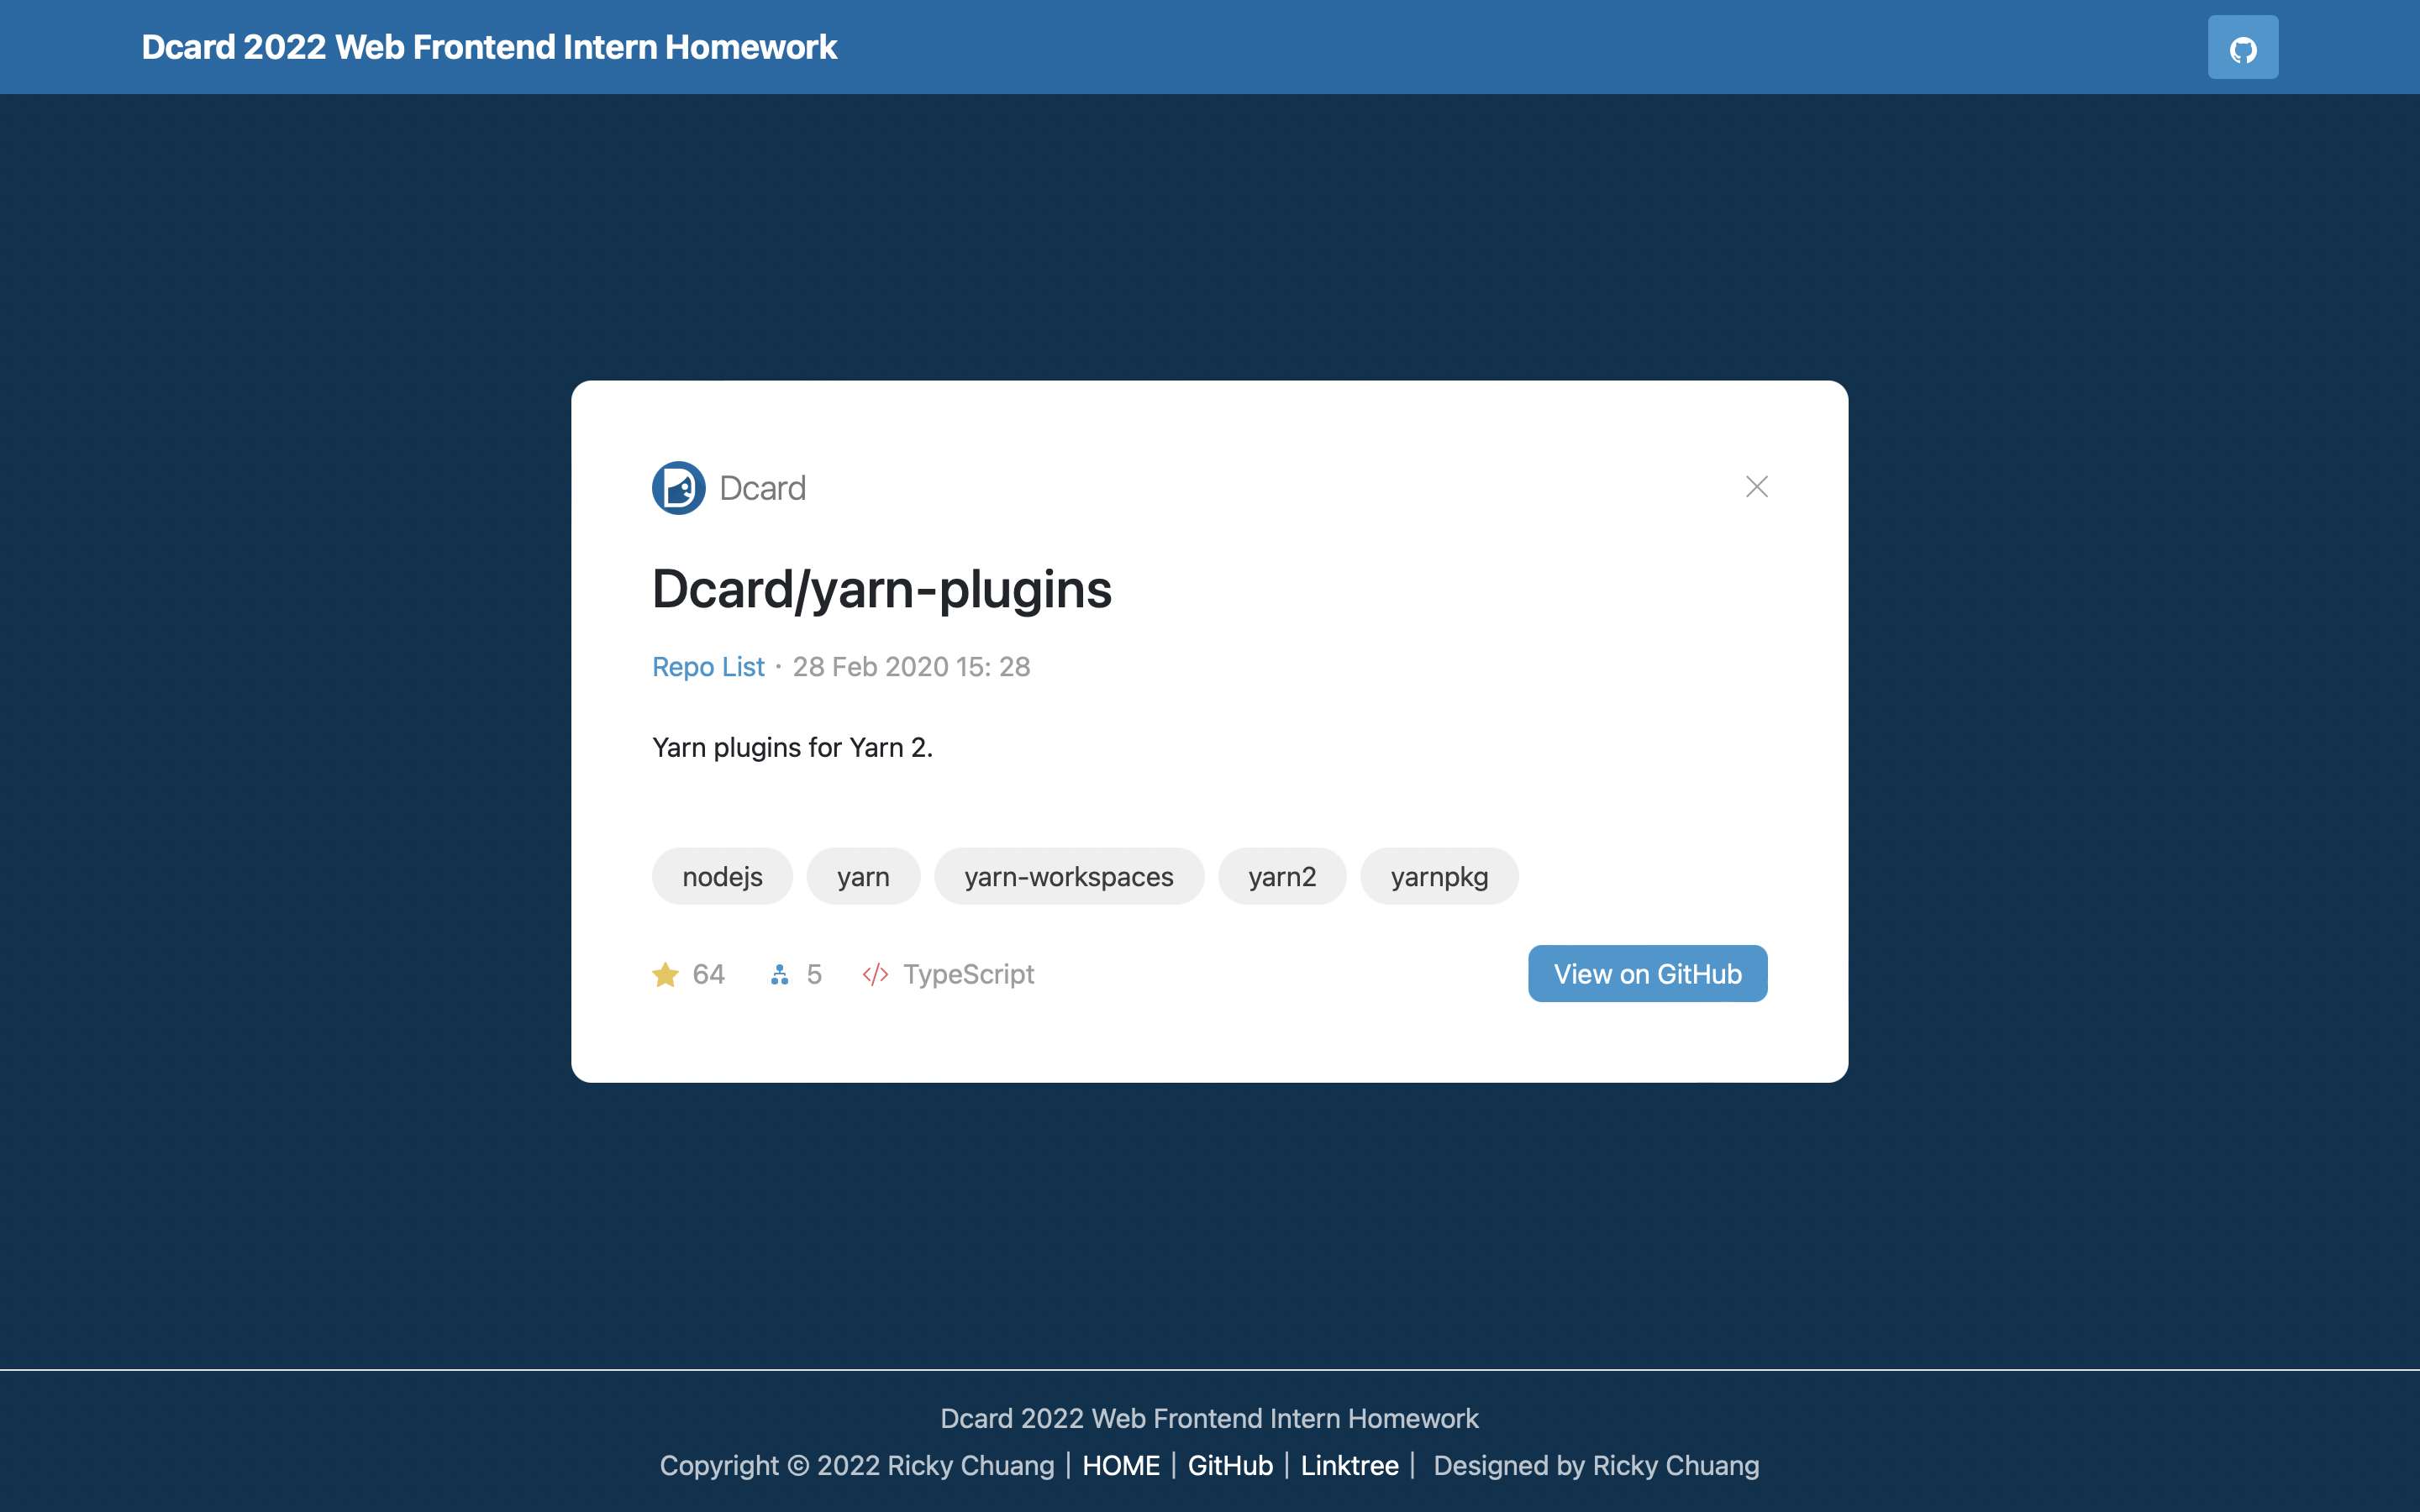 Dcard 2022 Web Frontend Intern Homework
Dcard
Dcard/yarn-plugins
Repo List · 28 Feb 2020 15: 28
Yarn plugins for Yarn 2.
nodejs yarn yarn-workspaces yarn2 yarnpkg
64 5 </> TypeScript View on GitHub
Dcard 2022 Web Frontend Intern Homework
Copyright © 2022 Ricky Chuang | HOME | GitHub | Linktree | Designed by Ricky Chuang